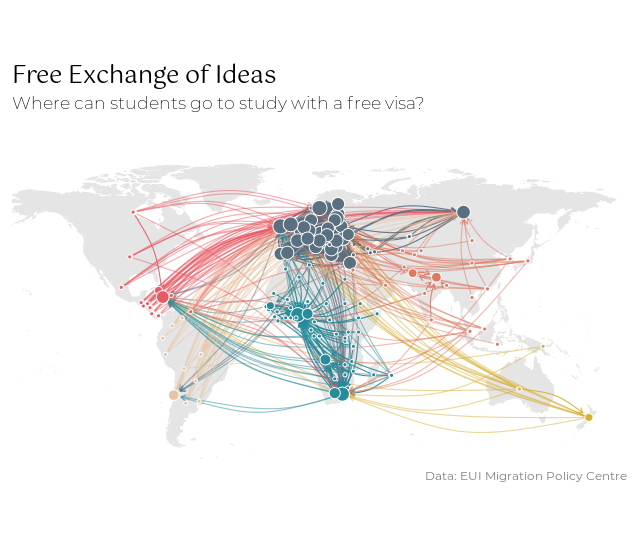 Free Exchange of Ideas
Where can students go to study with a free visa?
Data: EUI Migration Policy Centre